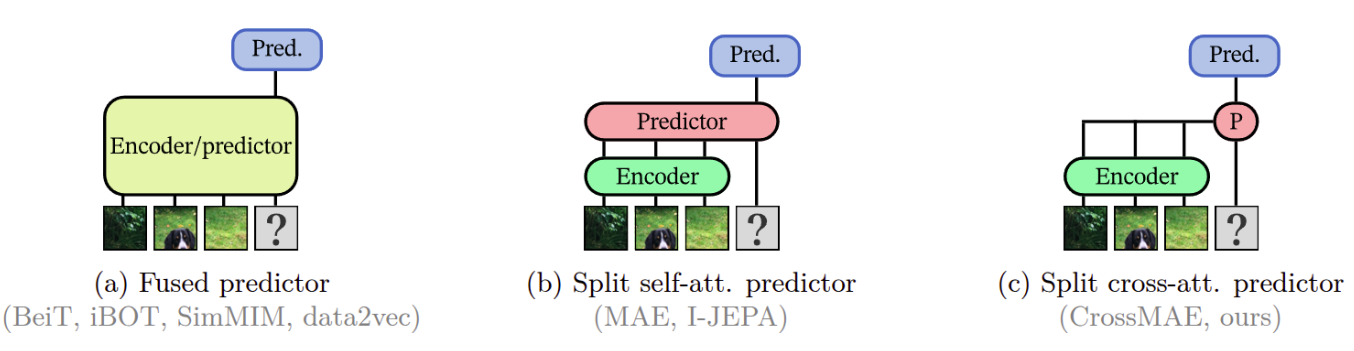 Pred.
Encoder/predictor
?
(a) Fused predictor
(BeiT, iBOT, SimMIM, data2vec)
Pred.
Predictor
Encoder
?
(b) Split self-att. predictor
(MAE, I-JEPA)
Pred.
P
Encoder
?
(c) Split cross-att. predictor
(CrossMAE, ours)